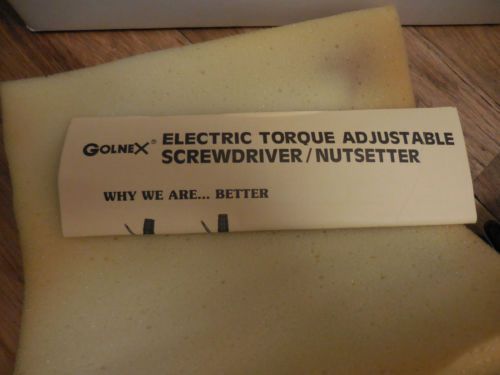 GOLNEX® ELECTRIC TORQUE ADJUSTABLE
SCREWDRIVER/NUTSETTER
WHY WE ARE... BETTER